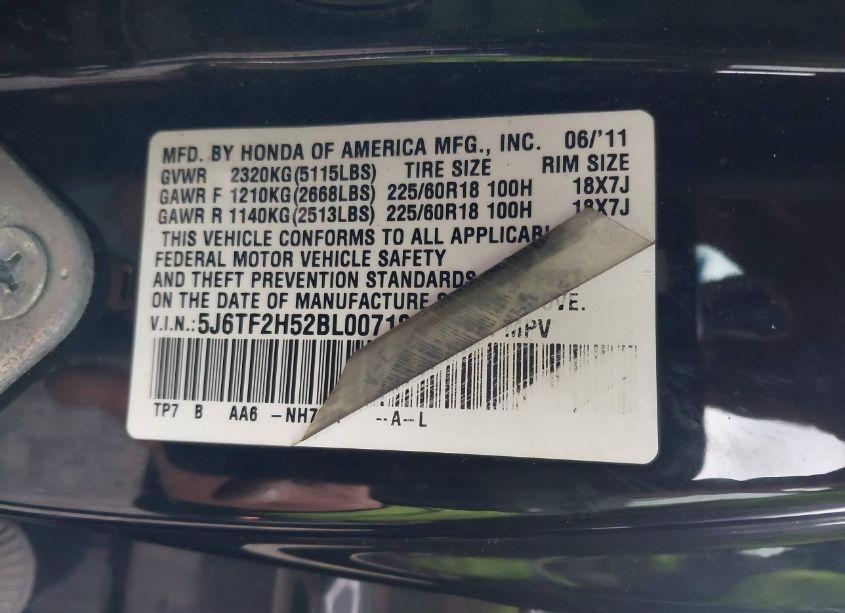 MFD. BY HONDA OF AMERICA MFG., INC. 06/'11
GVWR 2320KG(5115LBS) TIRE SIZE RIM SIZE
GAWR F 1210KG(2668LBS) 225/60R18 100H 18X7J
GAWR R 1140KG(2513LBS) 225/60R18 100H 18X7J
THIS VEHICLE CONFORMS TO ALL
FEDERAL MOTOR VEHICLE SAFETY
AND THEFT PREVENTION STANDARDS
ON THE DATE OF MANUFACTURE
V.I.N.: MPV
TP7 B AA6 --A--L